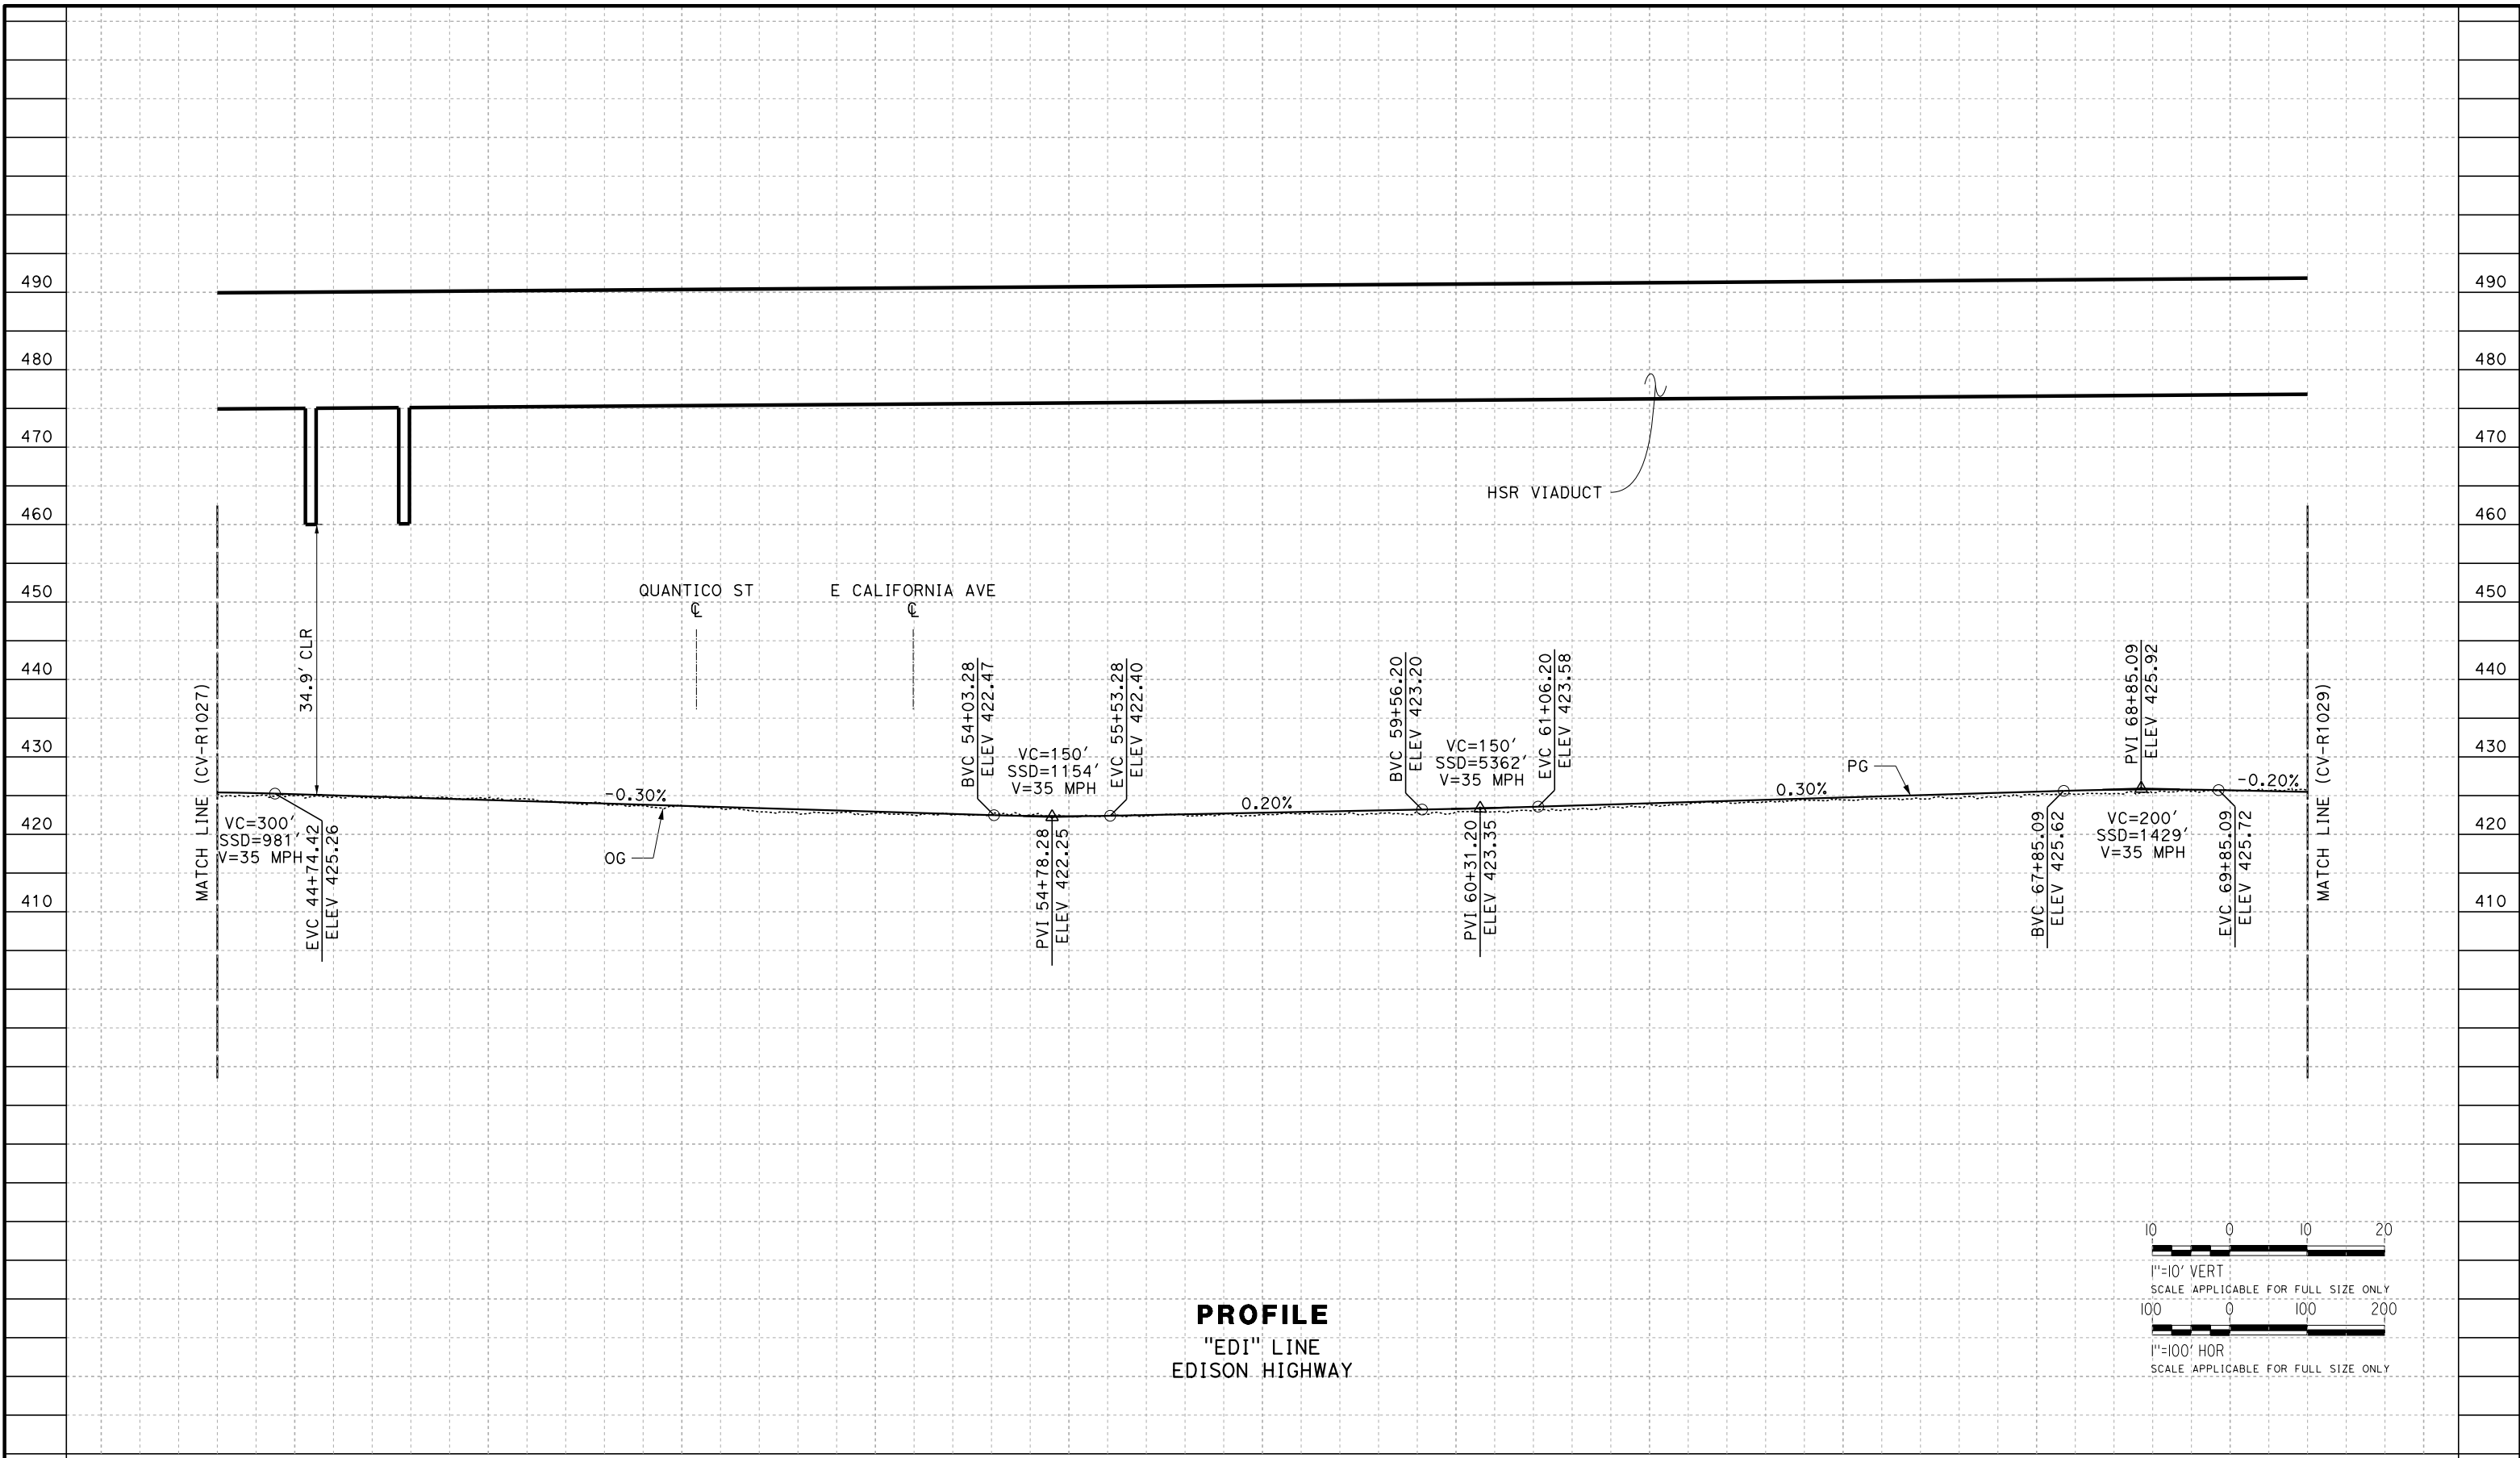 490
480
470
460
450
440
430
420
410
MATCH LINE (CV-R1027)
34.9' CLR
VC=300'
SSD=981'
V=35 MPH
EVC 44+74.42
ELEV 425.26
QUANTICO ST
℄
E CALIFORNIA AVE
℄
-0.30%
OG
BVC 54+03.28
ELEV 422.47
VC=150'
SSD=1154'
V=35 MPH
PVI 54+78.28
ELEV 422.25
EVC 55+53.28
ELEV 422.40
0.20%
HSR VIADUCT
BVC 59+56.20
ELEV 423.20
VC=150'
SSD=5362'
V=35 MPH
PVI 60+31.20
ELEV 423.35
EVC 61+06.20
ELEV 423.58
0.30%
PG
BVC 67+85.09
ELEV 425.62
PVI 68+85.09
ELEV 425.92
VC=200'
SSD=1429'
V=35 MPH
EVC 69+85.09
ELEV 425.72
-0.20%
MATCH LINE (CV-R1029)
490
480
470
460
450
440
430
420
410
PROFILE
"EDI" LINE
EDISON HIGHWAY
10 0 10 20
1"=10' VERT
SCALE APPLICABLE FOR FULL SIZE ONLY
100 0 100 200
1"=100' HOR
SCALE APPLICABLE FOR FULL SIZE ONLY